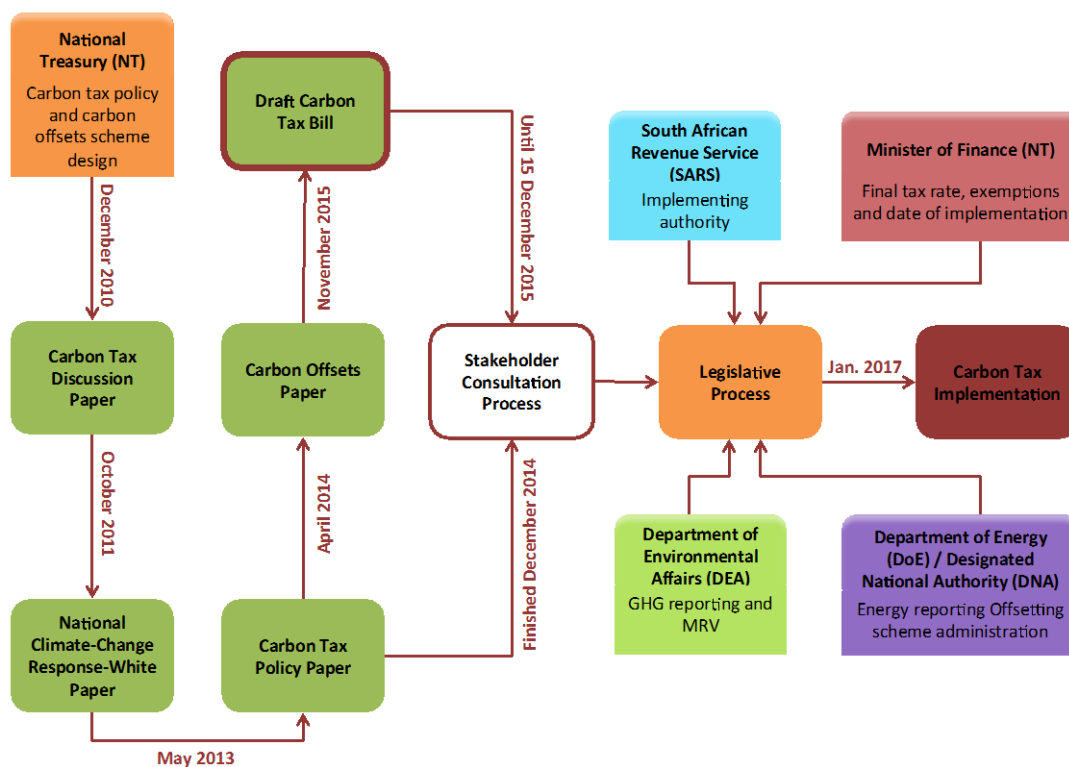 National
Treasury (NT)
Carbon tax policy
and carbon
offsets scheme
design
December 2010
Carbon Tax
Discussion
Paper
October 2011
National
Climate-Change
Response-White
Paper
May 2013
Carbon Tax
Policy Paper
April 2014
Carbon Offsets
Paper
November 2015
Draft Carbon
Tax Bill
Until 15 December 2015
Finished December 2014
Stakeholder
Consultation
Process
South African
Revenue Service
(SARS)
Implementing
authority
Minister of Finance (NT)
Final tax rate, exemptions
and date of implementation
Legislative
Process
Jan. 2017
Carbon Tax
Implementation
Department of
Environmental
Affairs (DEA)
GHG reporting and
MRV
Department of Energy
(DoE) / Designated
National Authority (DNA)
Energy reporting Offsetting
scheme administration